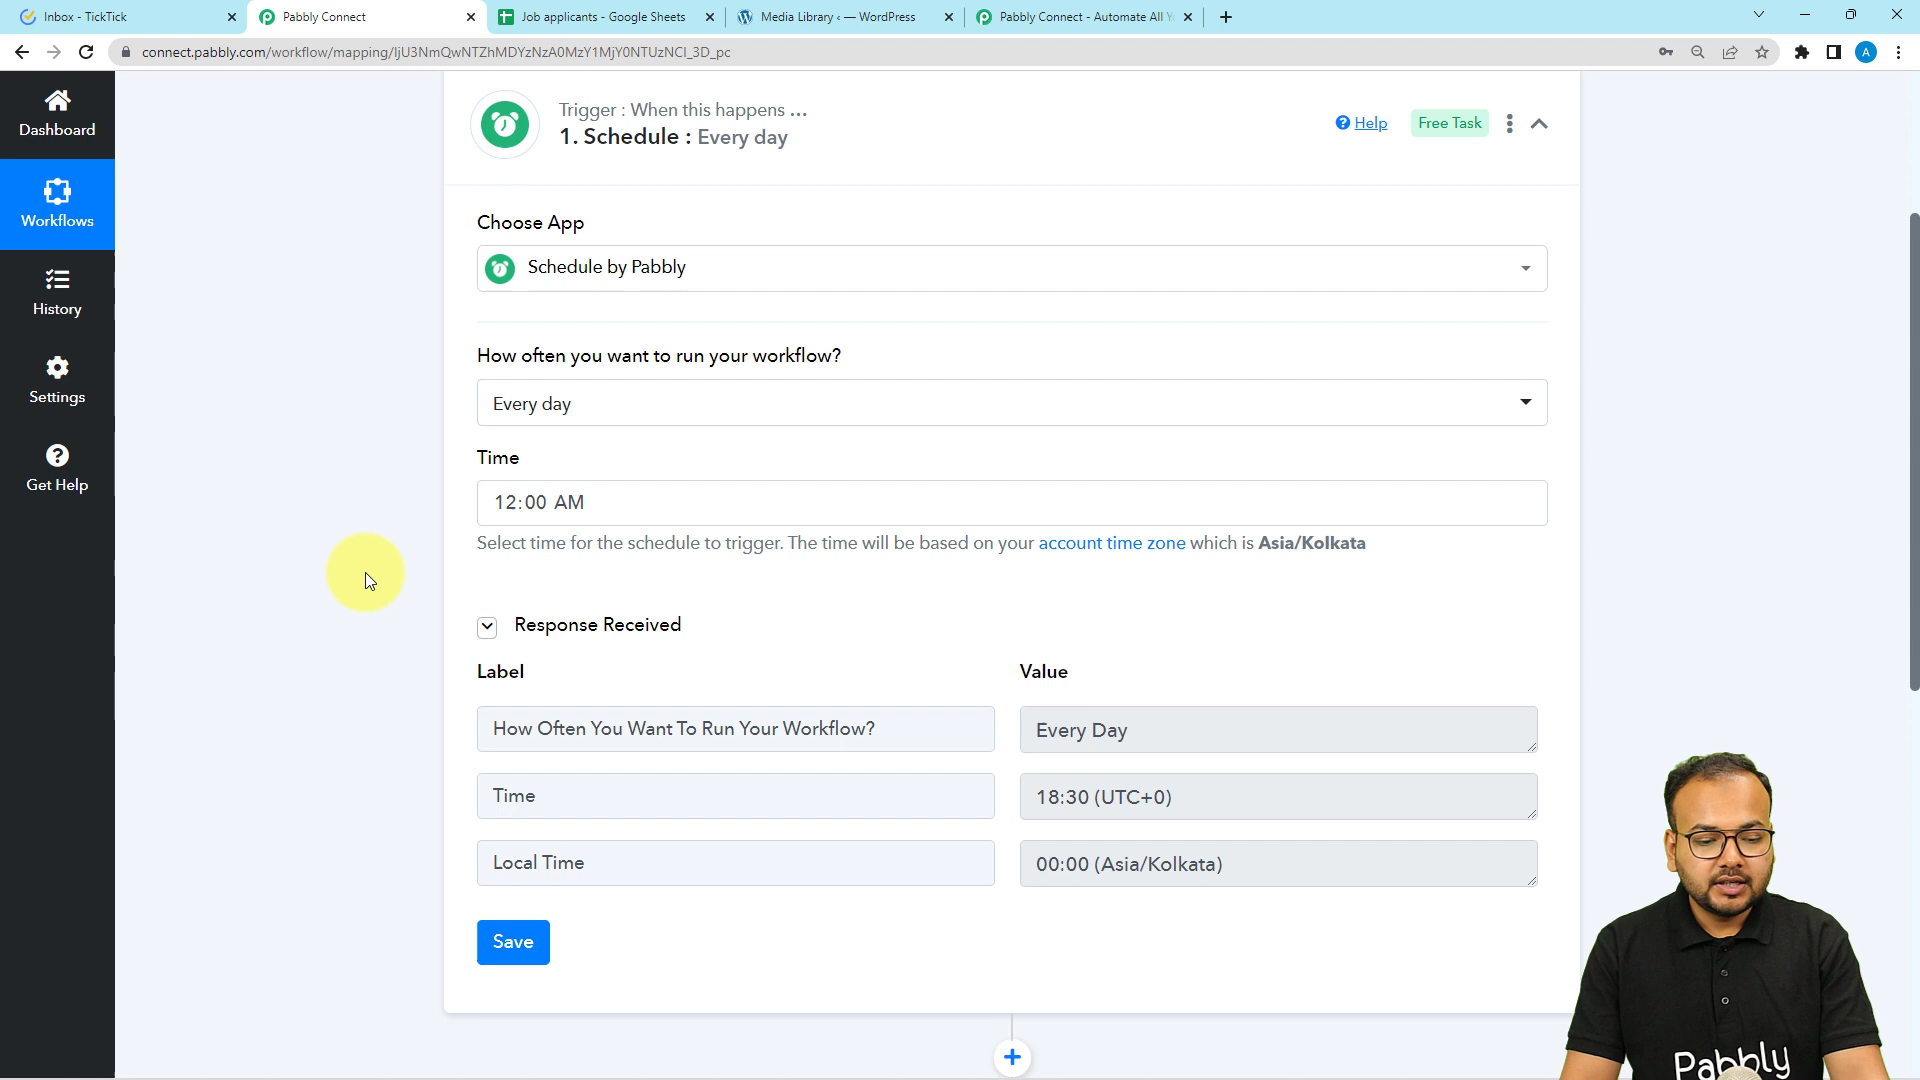 Inbox - TickTick
Pabbly Connect
Job applicants - Google Sheets
Media Library ‹ — WordPress
Pabbly Connect - Automate All Y
connect.pabbly.com/workflow/mapping/IjU3NmQwNTZhMDYzNzA0MzY1MjY0NTUzNCI_3D_pc
A
Dashboard
Workflows
History
Settings
Get Help
Trigger : When this happens ...
1. Schedule : Every day
Help
Free Task
Choose App
Schedule by Pabbly
How often you want to run your workflow?
Every day
Time
12:00 AM
Select time for the schedule to trigger. The time will be based on your account time zone which is Asia/Kolkata
Response Received
Label Value
How Often You Want To Run Your Workflow? Every Day
Time 18:30 (UTC+0)
Local Time 00:00 (Asia/Kolkata)
Save
Pabbly